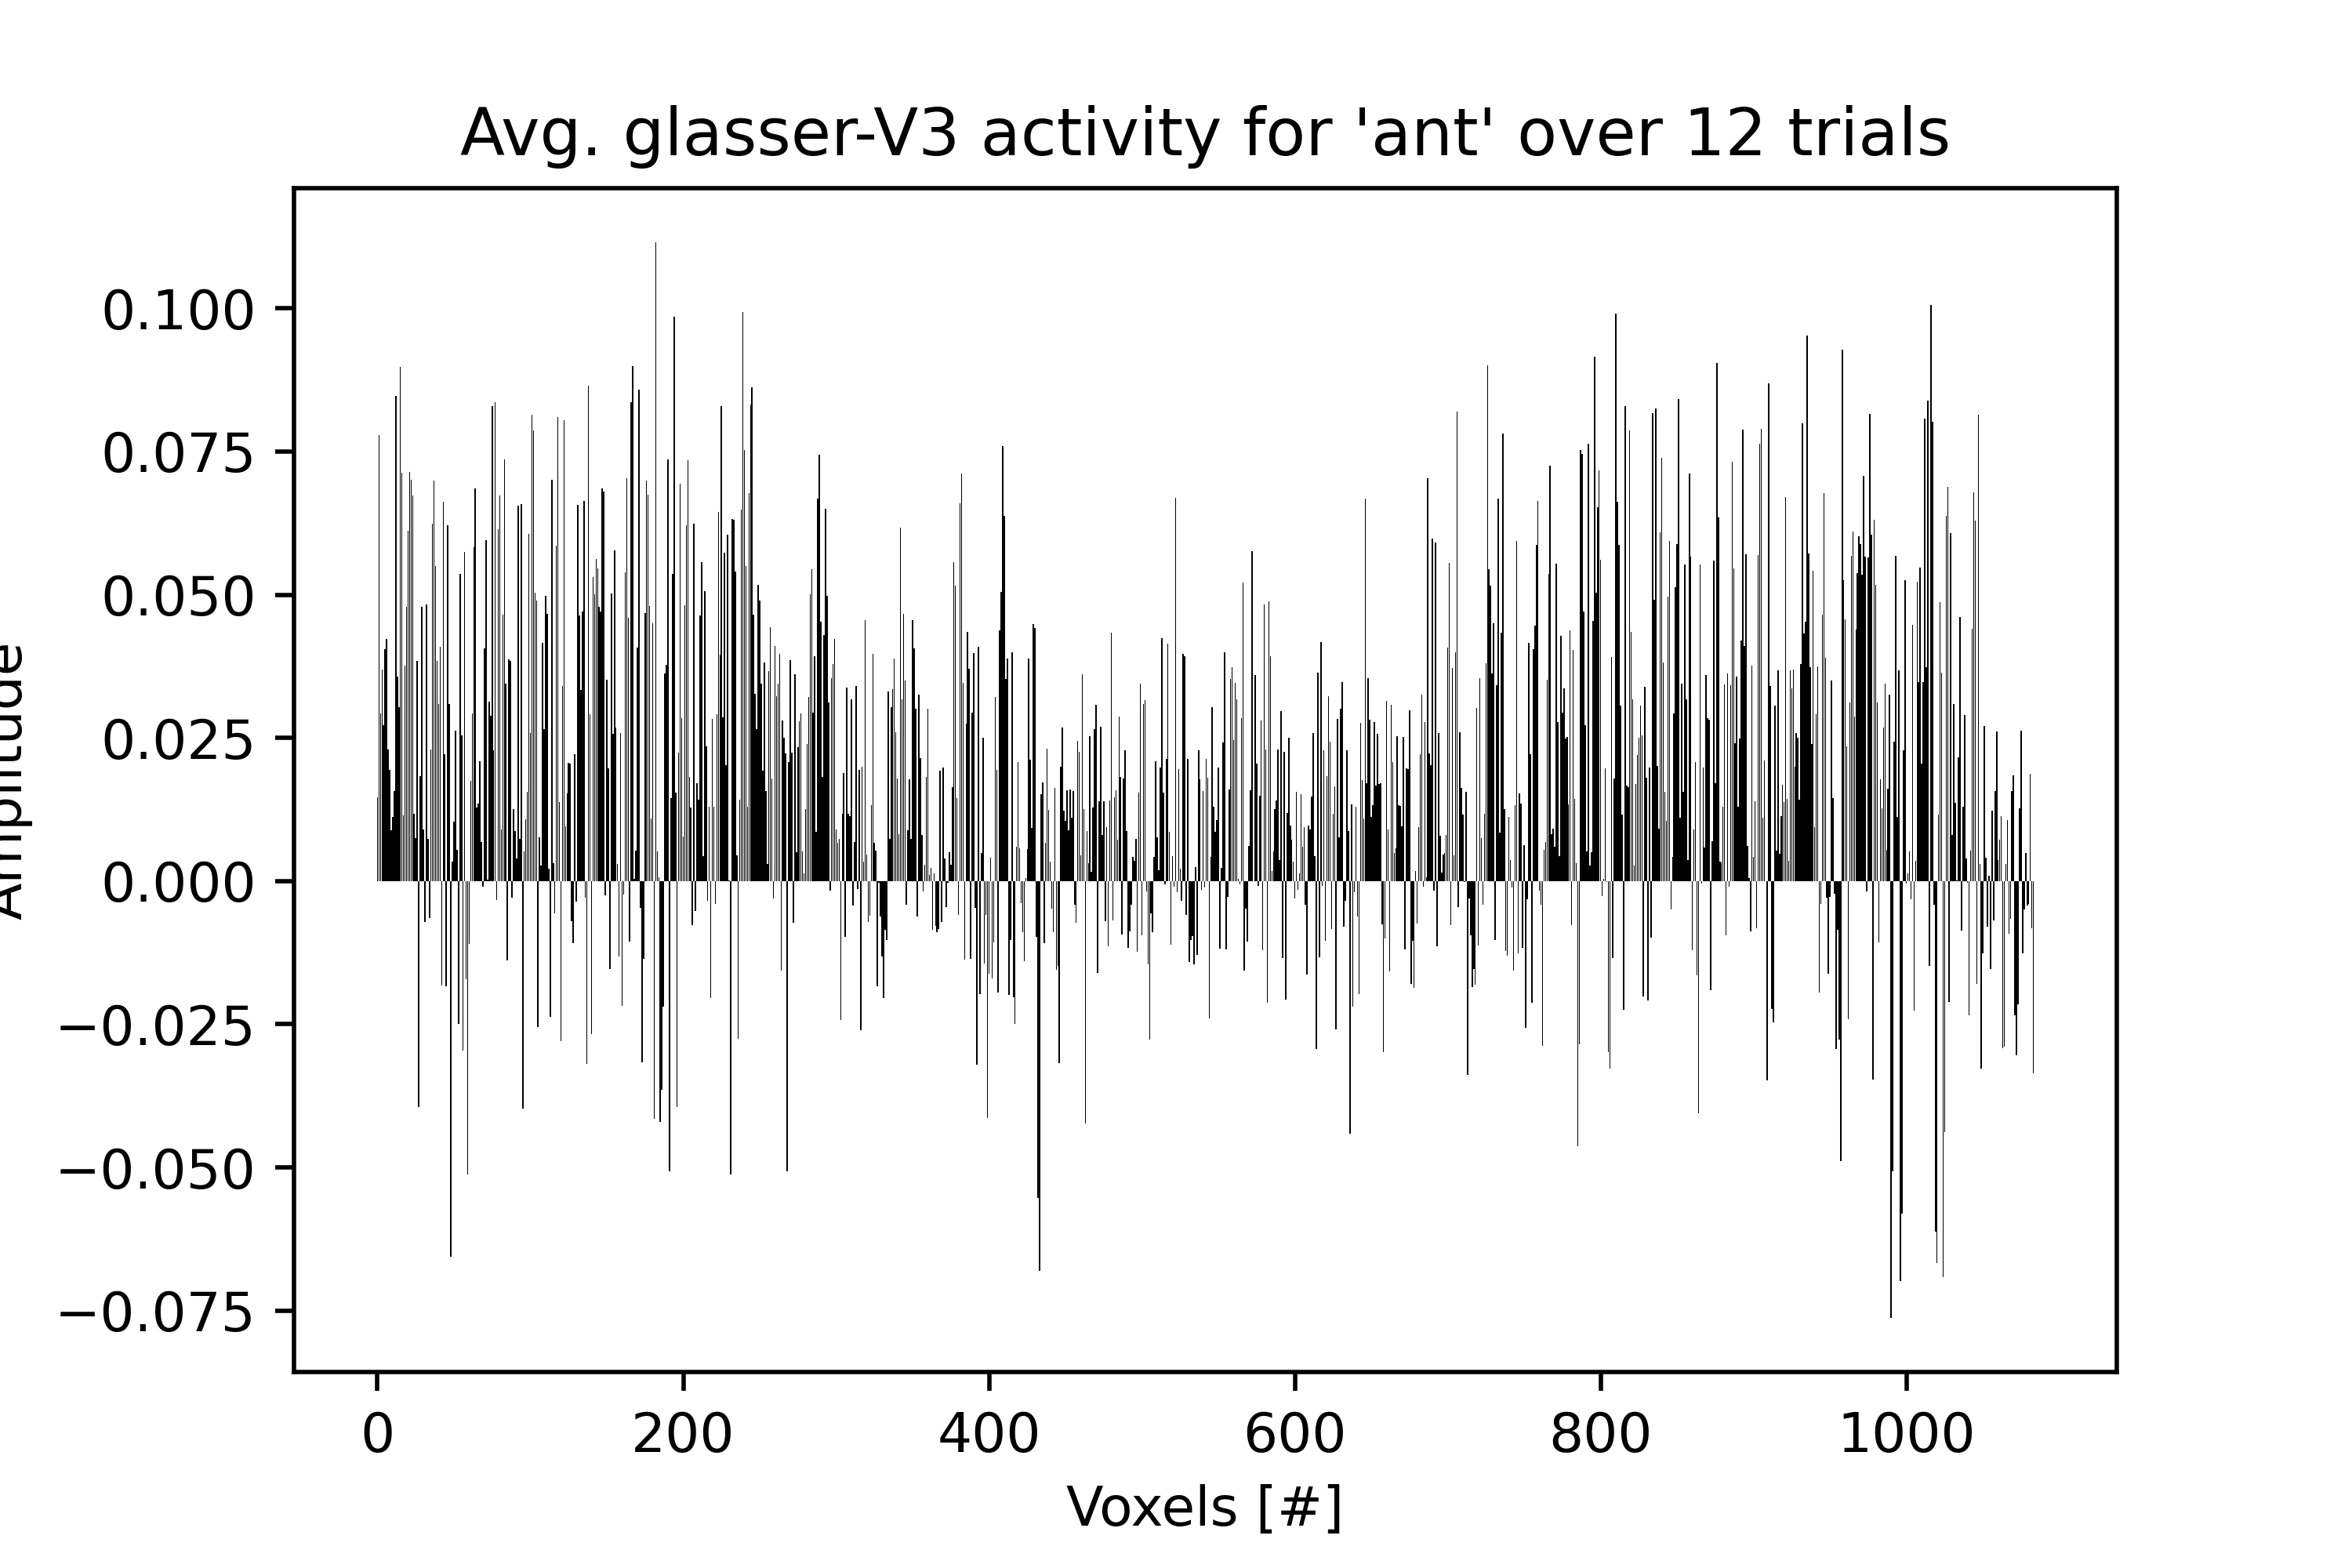 Avg. glasser-V3 activity for 'ant' over 12 trials
0.100
0.075
0.050
0.025
0.000
−0.025
−0.050
−0.075
Amplitude
0 200 400 600 800 1000
Voxels [#]